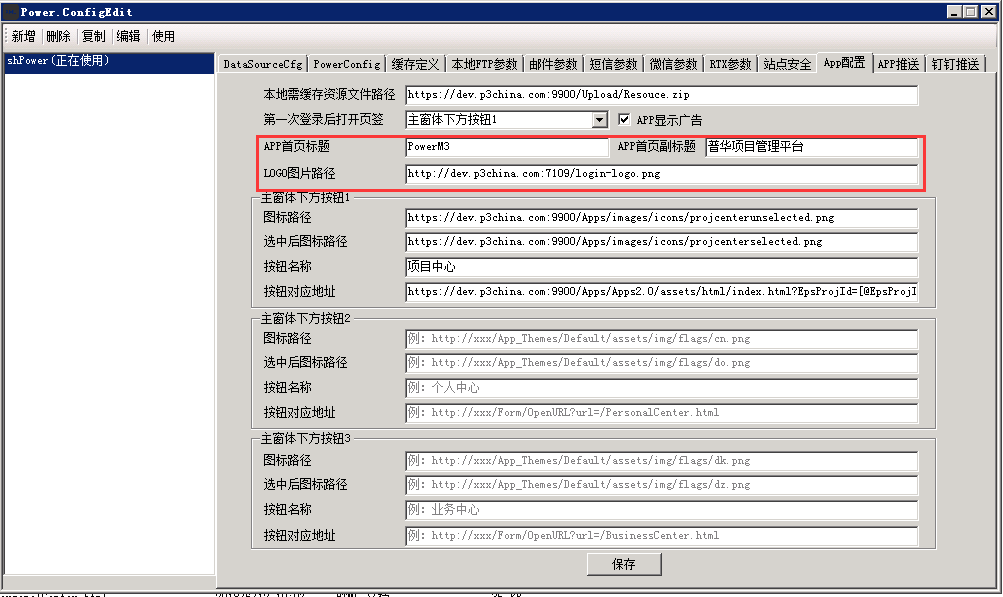 Power.ConfigEdit
新增 删除 复制 编辑 使用
shPower(正在使用)
DataSourceCfg PowerConfig 缓存定义 本地FTP参数 邮件参数 短信参数 微信参数 RTX参数 站点安全 App配置 APP推送 钉钉推送
本地需缓存资源文件路径 https://dev.p3china.com:9900/Upload/Resouce.zip
第一次登录后打开页签 主窗体下方按钮1 APP显示广告
APP首页标题 PowerM3 APP首页副标题 普华项目管理平台
LOGO图片路径 http://dev.p3china.com:7109/login-logo.png
主窗体下方按钮1
图标路径 https://dev.p3china.com:9900/Apps/images/icons/projcenterunselected.png
选中后图标路径 https://dev.p3china.com:9900/Apps/images/icons/projcenterselected.png
按钮名称 项目中心
按钮对应地址 https://dev.p3china.com:9900/Apps/Apps2.0/assets/html/index.html?EpsProjId=[@EpsProjI
主窗体下方按钮2
图标路径 例: http://xxx/App_Themes/Default/assets/img/flags/cn.png
选中后图标路径 例: http://xxx/App_Themes/Default/assets/img/flags/do.png
按钮名称 例: 个人中心
按钮对应地址 例: http://xxx/Form/OpenURL?url=/PersonalCenter.html
主窗体下方按钮3
图标路径 例: http://xxx/App_Themes/Default/assets/img/flags/dk.png
选中后图标路径 例: http://xxx/App_Themes/Default/assets/img/flags/dz.png
按钮名称 例: 业务中心
按钮对应地址 例: http://xxx/Form/OpenURL?url=/BusinessCenter.html
保存